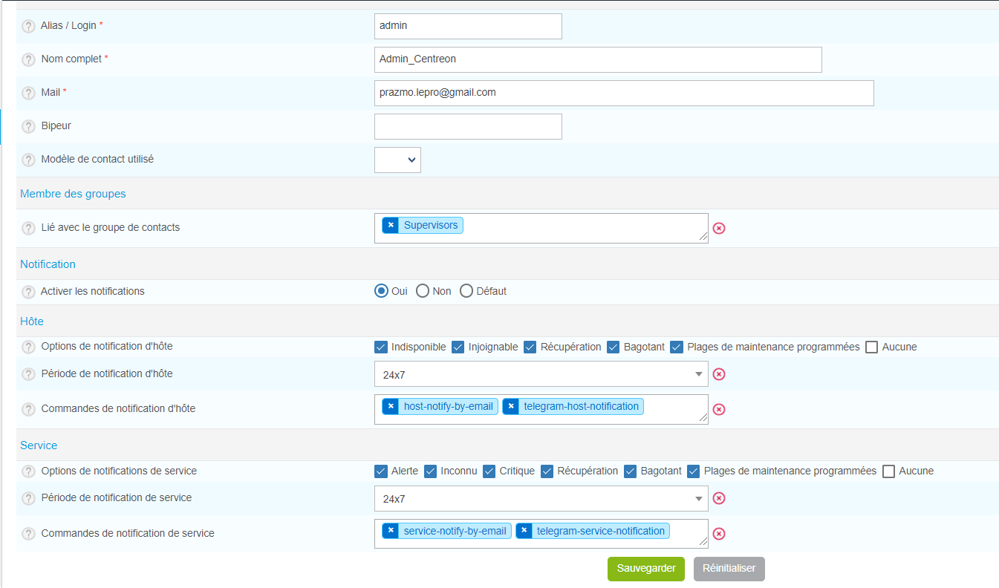 ? Alias / Login * admin
? Nom complet * Admin_Centreon
? Mail * prazmo.lepro@gmail.com
? Bipeur
? Modèle de contact utilisé
Membre des groupes
? Lié avec le groupe de contacts × Supervisors
Notification
? Activer les notifications Oui Non Défaut
Hôte
? Options de notification d'hôte Indisponible Injoignable Récupération Bagotant Plages de maintenance programmées Aucune
? Période de notification d'hôte 24x7
? Commandes de notification d'hôte × host-notify-by-email × telegram-host-notification
Service
? Options de notifications de service Alerte Inconnu Critique Récupération Bagotant Plages de maintenance programmées Aucune
? Période de notification de service 24x7
? Commandes de notification de service × service-notify-by-email × telegram-service-notification
Sauvegarder Réinitialiser